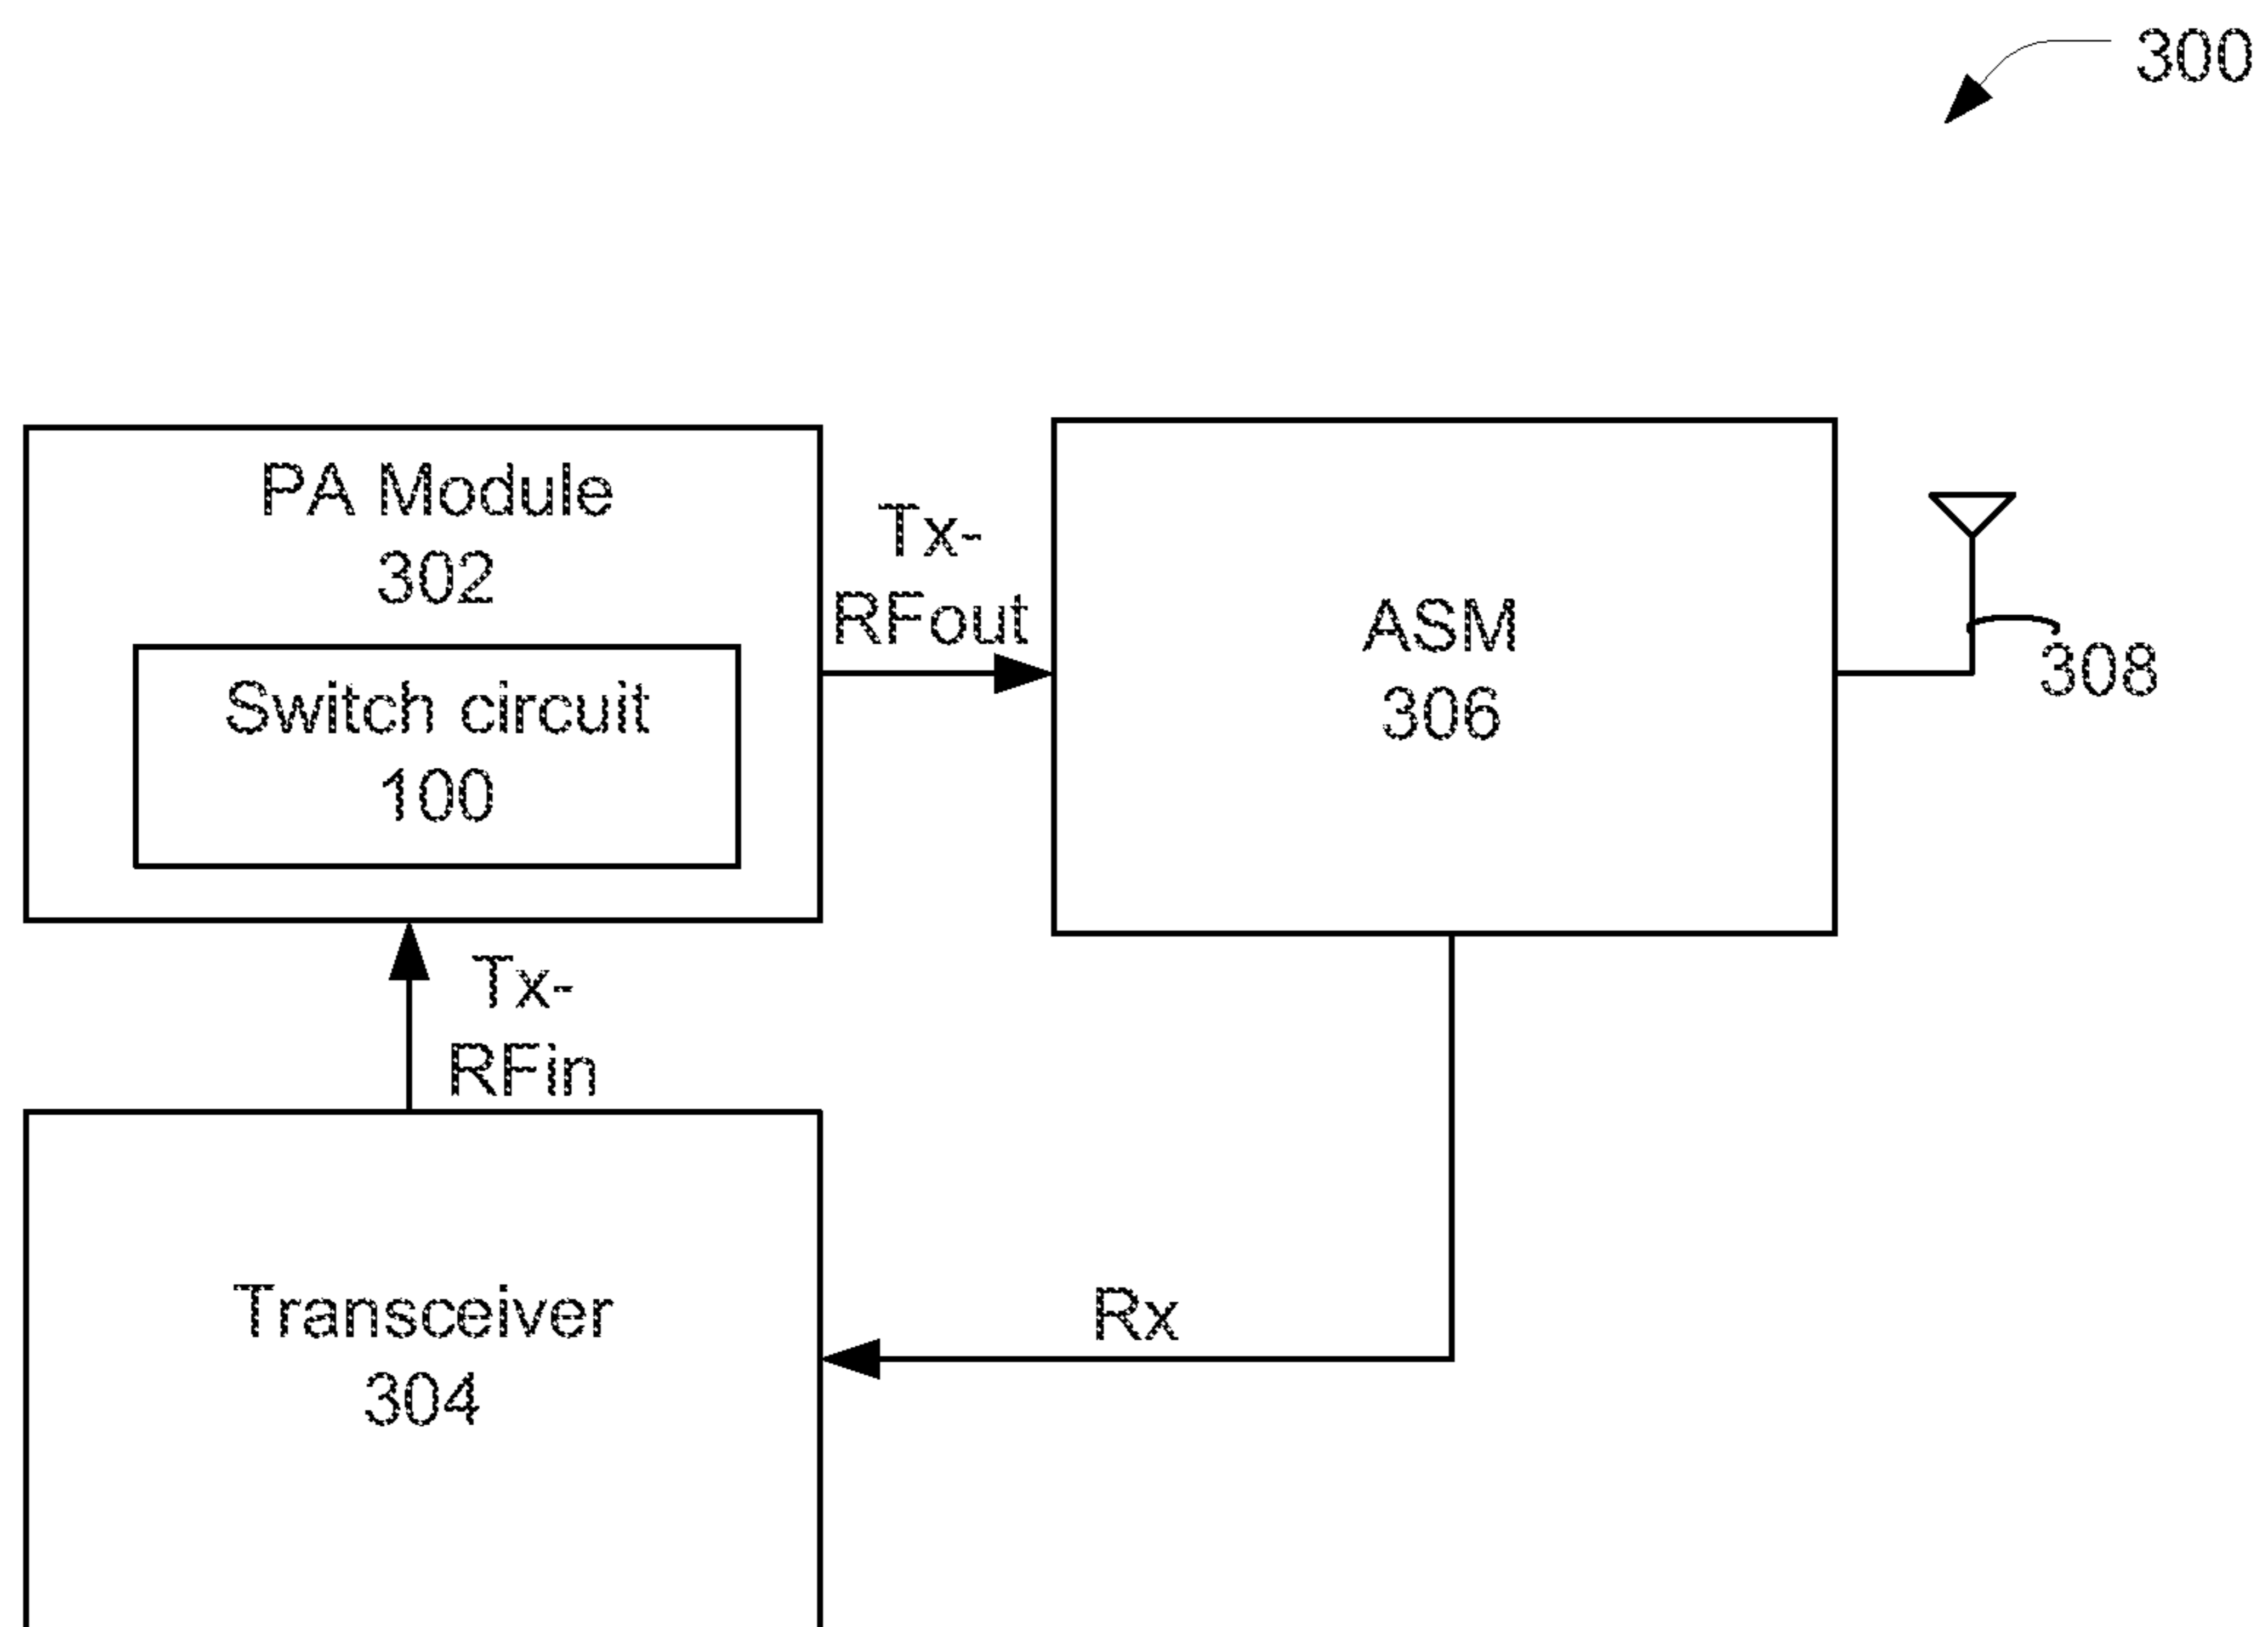 300
PA Module
302
Switch circuit
100
Tx-
RFout
ASM
306
308
Tx-
RFin
Transceiver
304
Rx